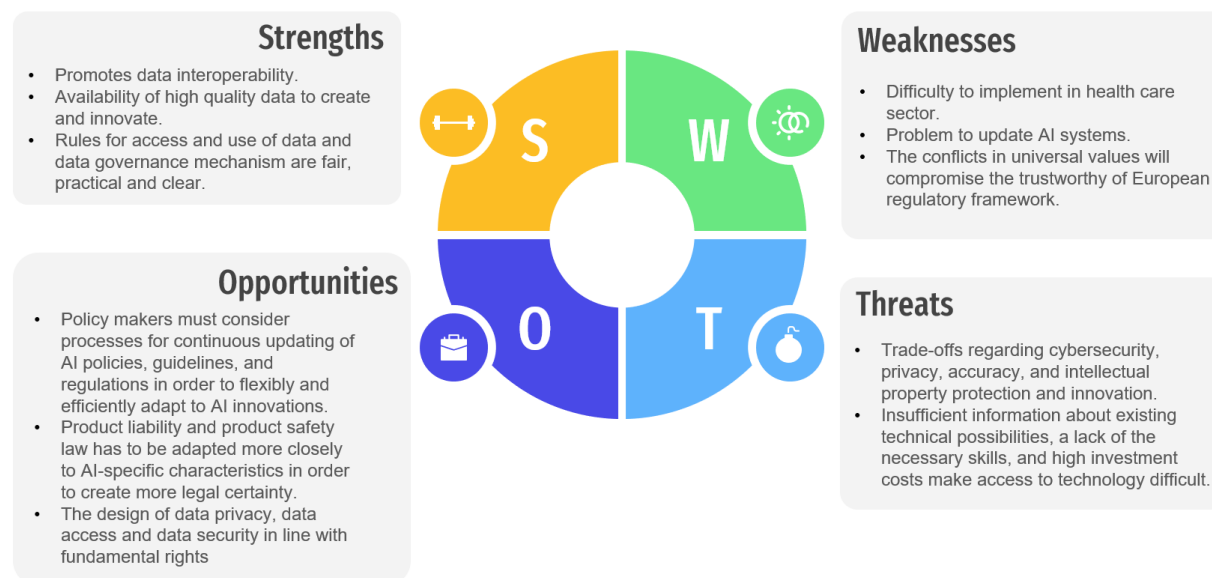 Strengths
• Promotes data interoperability.
• Availability of high quality data to create
and innovate.
• Rules for access and use of data and
data governance mechanism are fair,
practical and clear.
S
W
O
T
Weaknesses
• Difficulty to implement in health care
sector.
• Problem to update AI systems.
• The conflicts in universal values will
compromise the trustworthy of European
regulatory framework.
Opportunities
• Policy makers must consider
processes for continuous updating of
AI policies, guidelines, and
regulations in order to flexibly and
efficiently adapt to AI innovations.
• Product liability and product safety
law has to be adapted more closely
to AI-specific characteristics in order
to create more legal certainty.
• The design of data privacy, data
access and data security in line with
fundamental rights
Threats
• Trade-offs regarding cybersecurity,
privacy, accuracy, and intellectual
property protection and innovation.
• Insufficient information about existing
technical possibilities, a lack of the
necessary skills, and high investment
costs make access to technology difficult.